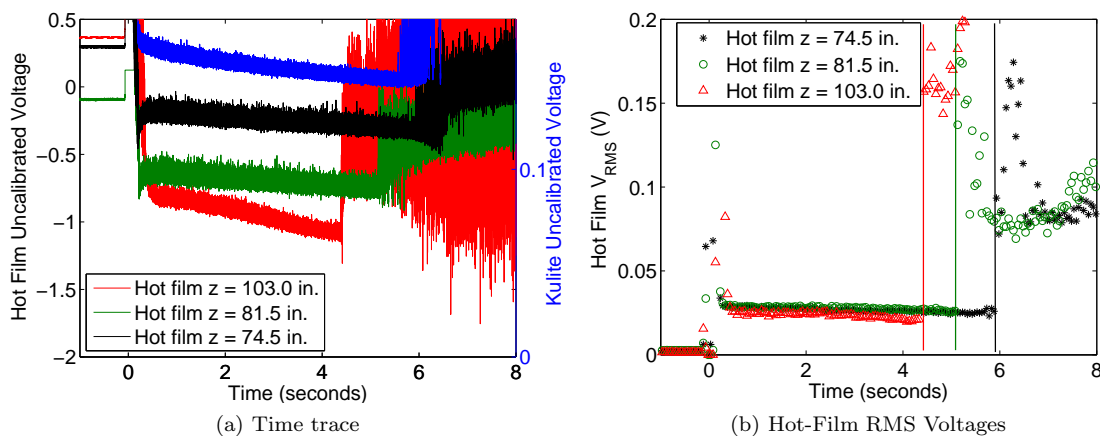 0.5
0
−0.5
−1
−1.5
−2
Hot Film Uncalibrated Voltage
Hot film z = 103.0 in.
Hot film z = 81.5 in.
Hot film z = 74.5 in.
0 2 4 6 8
Time (seconds)
0.1
0
Kulite Uncalibrated Voltage
(a) Time trace
0.2
0.15
0.1
0.05
0
Hot Film V_RMS (V)
Hot film z = 74.5 in.
Hot film z = 81.5 in.
Hot film z = 103.0 in.
0 2 4 6 8
Time (seconds)
(b) Hot-Film RMS Voltages